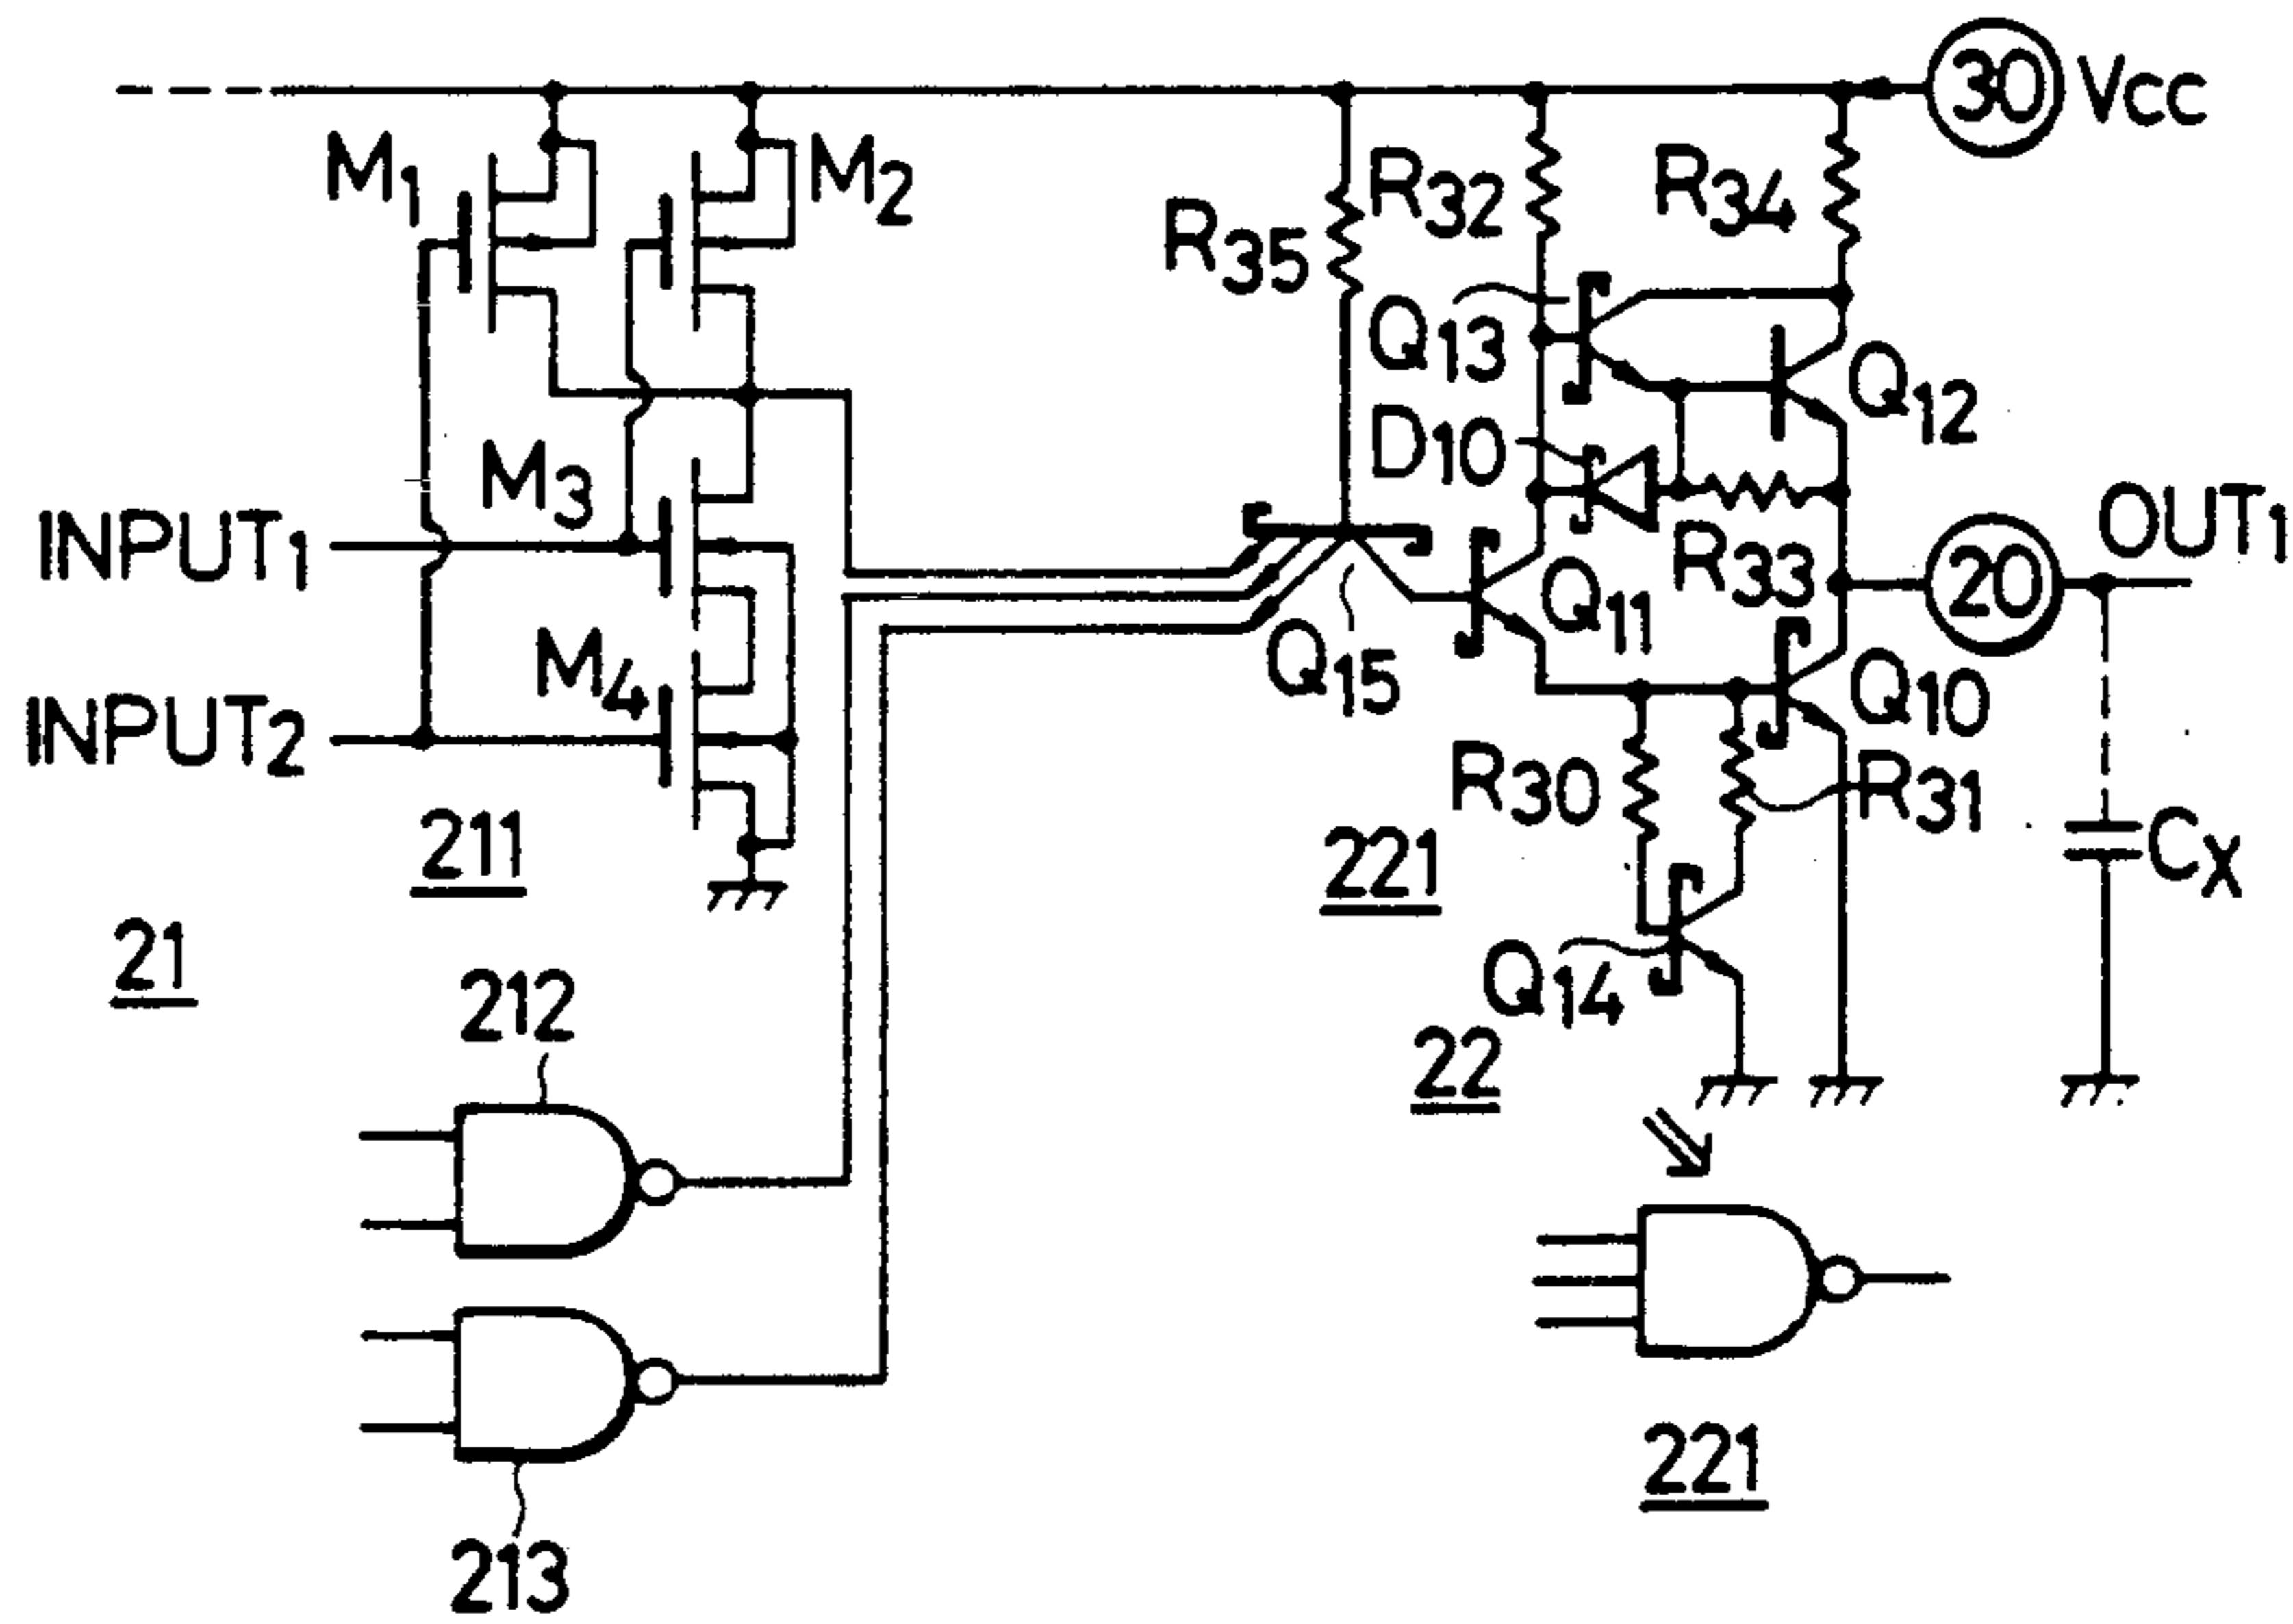 30 VCC
M1
M2
R35
R32
R34
Q13
Q12
D10
M3
INPUT1
R33
OUT1
20
Q11
Q15
M4
INPUT2
Q10
R30
R31
211
221
CX
21
Q14
212
22
221
213